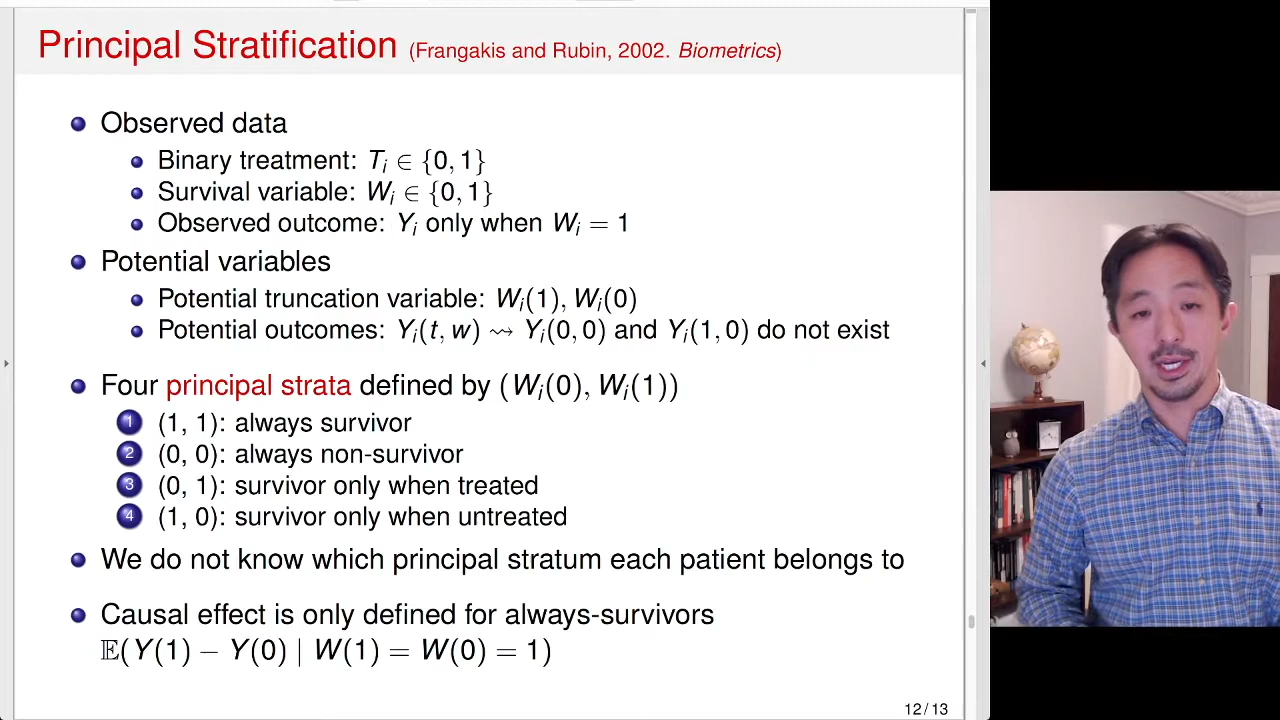 Principal Stratification (Frangakis and Rubin, 2002. Biometrics)
Observed data
Binary treatment: Tᵢ ∈ {0, 1}
Survival variable: Wᵢ ∈ {0, 1}
Observed outcome: Yᵢ only when Wᵢ = 1
Potential variables
Potential truncation variable: Wᵢ(1), Wᵢ(0)
Potential outcomes: Yᵢ(t, w) ⇝ Yᵢ(0, 0) and Yᵢ(1, 0) do not exist
Four principal strata defined by (Wᵢ(0), Wᵢ(1))
1 (1, 1): always survivor
2 (0, 0): always non-survivor
3 (0, 1): survivor only when treated
4 (1, 0): survivor only when untreated
We do not know which principal stratum each patient belongs to
Causal effect is only defined for always-survivors
𝔼(Y(1) − Y(0) | W(1) = W(0) = 1)
12 / 13